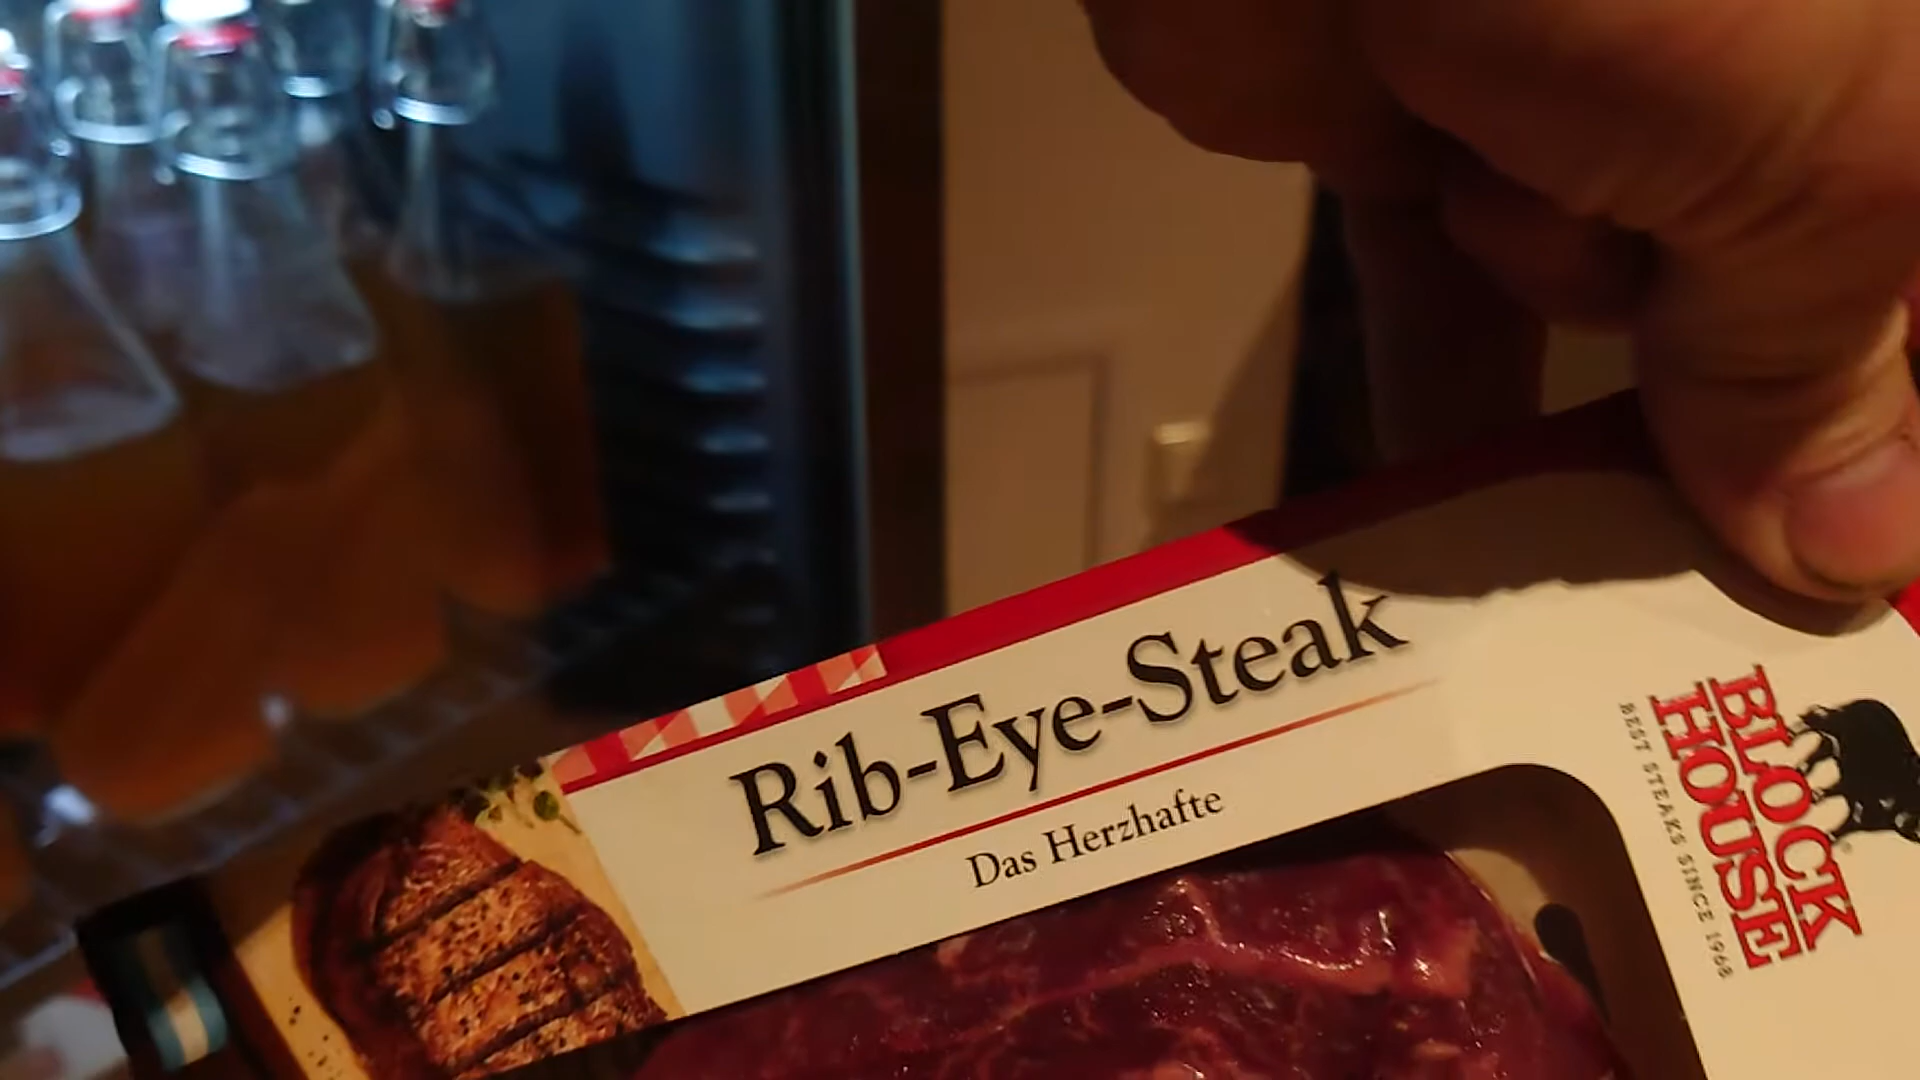 Rib-Eye-Steak
Das Herzhafte
BLOCK
HOUSE
BEST STEAKS SINCE 1968